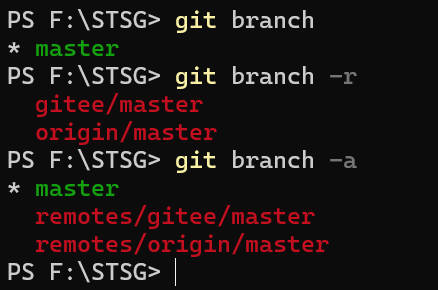 PS F:\STSG> git branch
* master
PS F:\STSG> git branch -r
  gitee/master
  origin/master
PS F:\STSG> git branch -a
* master
  remotes/gitee/master
  remotes/origin/master
PS F:\STSG>